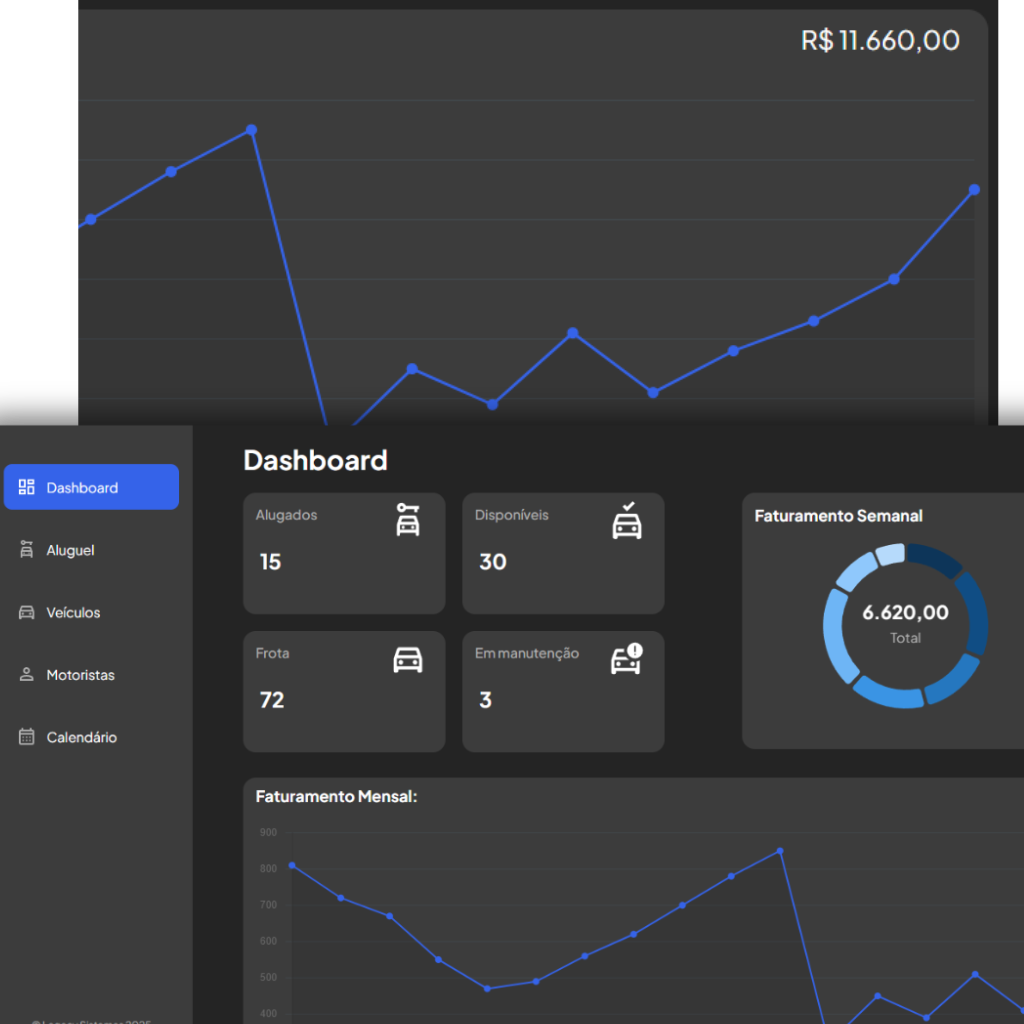 R$ 11.660,00
Dashboard
Aluguel
Veículos
Motoristas
Calendário
Dashboard
Alugados
15
Disponíveis
30
Frota
72
Em manutenção
3
Faturamento Semanal
6.620,00
Total
Faturamento Mensal:
900
800
700
600
500
400